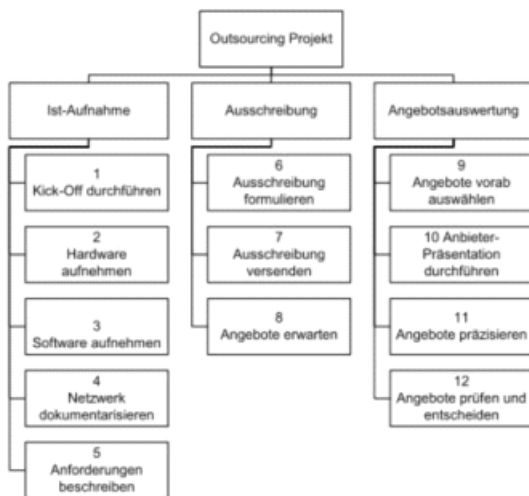 Outsourcing Projekt
Ist-Aufnahme
Ausschreibung
Angebotsauswertung
1
Kick-Off durchführen
2
Hardware
aufnehmen
3
Software aufnehmen
4
Netzwerk
dokumentarisieren
5
Anforderungen
beschreiben
6
Ausschreibung
formulieren
7
Ausschreibung
versenden
8
Angebote erwarten
9
Angebote vorab
auswählen
10 Anbieter-
Präsentation
durchführen
11
Angebote präzisieren
12
Angebote prüfen und
entscheiden